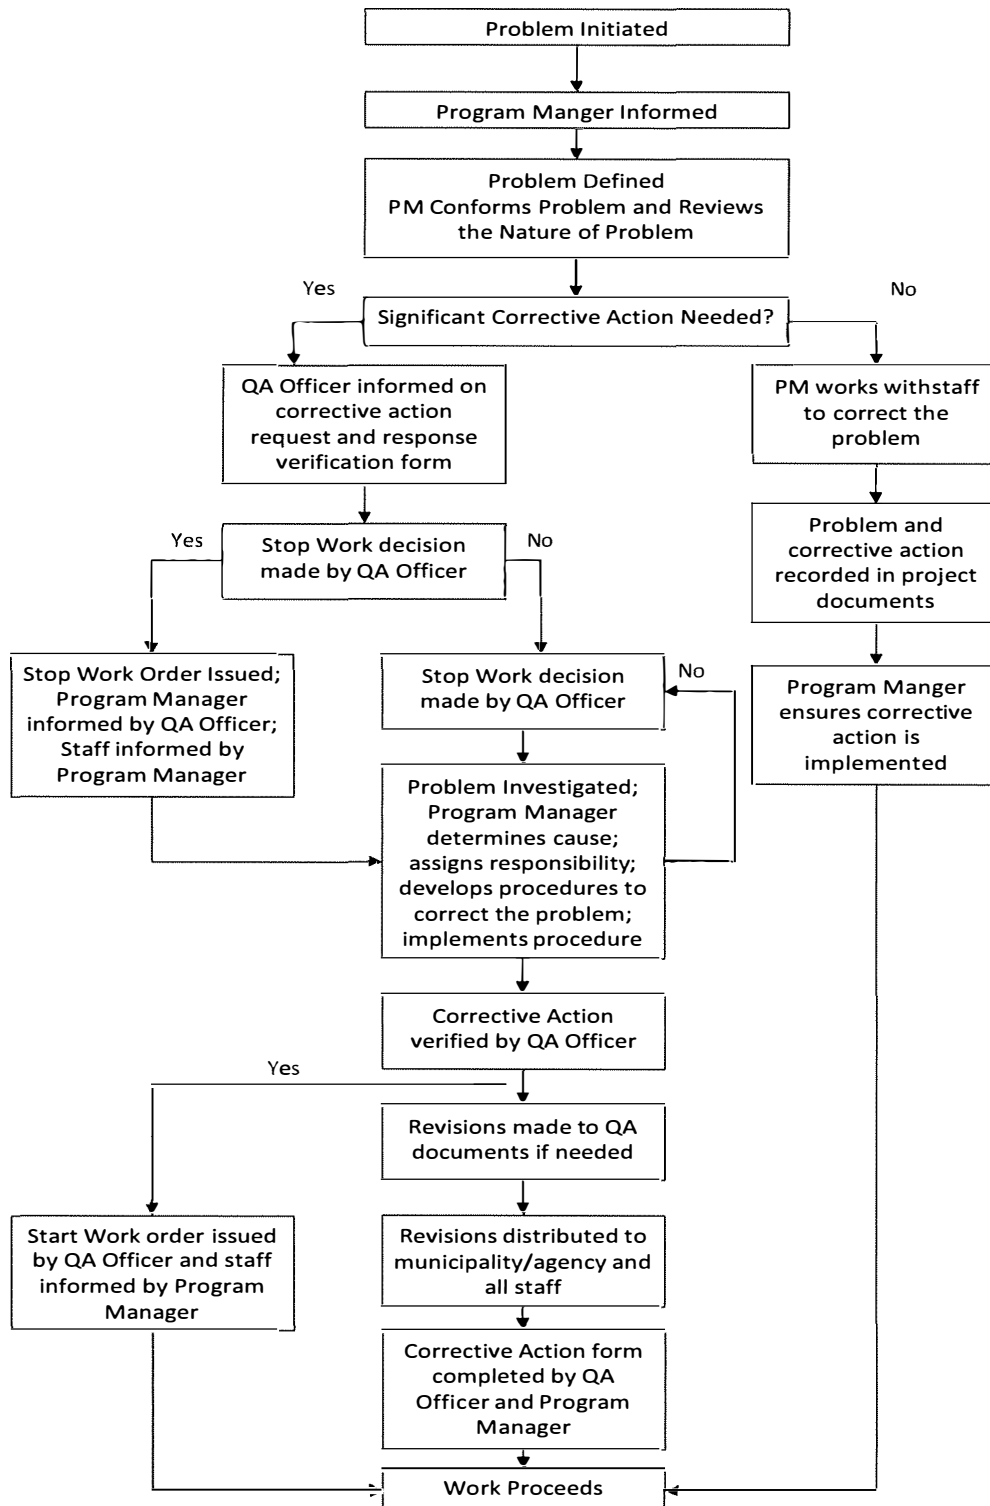 Problem Initiated
Program Manger Informed
Problem Defined
PM Conforms Problem and Reviews
the Nature of Problem
Yes
No
Significant Corrective Action Needed?
QA Officer informed on
corrective action
request and response
verification form
PM works withstaff
to correct the
problem
Yes
Stop Work decision
made by QA Officer
No
Problem and
corrective action
recorded in project
documents
Stop Work Order Issued;
Program Manager
informed by QA Officer;
Staff informed by
Program Manager
Stop Work decision
made by QA Officer
No
Program Manger
ensures corrective
action is
implemented
Problem Investigated;
Program Manager
determines cause;
assigns responsibility;
develops procedures to
correct the problem;
implements procedure
Corrective Action
verified by QA Officer
Yes
Revisions made to QA
documents if needed
Start Work order issued
by QA Officer and staff
informed by Program
Manager
Revisions distributed to
municipality/agency and
all staff
Corrective Action form
completed by QA
Officer and Program
Manager
Work Proceeds